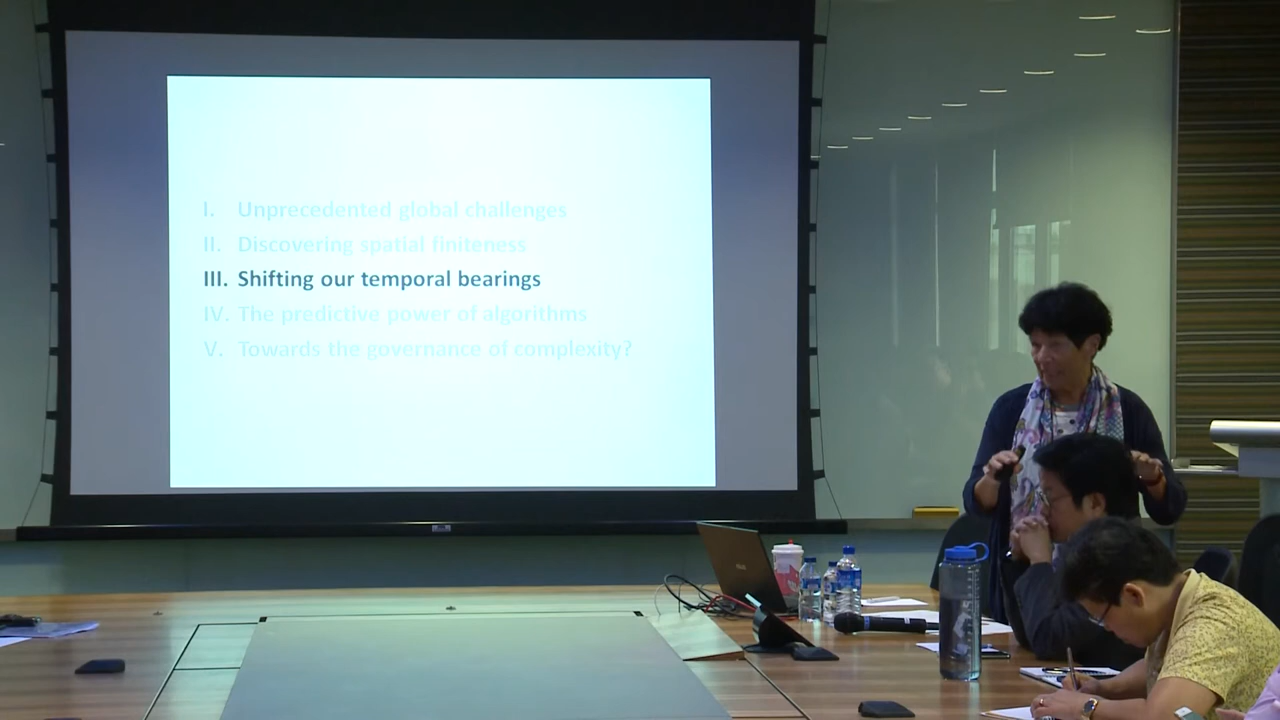 I. Unprecedented global challenges
II. Discovering spatial finiteness
III. Shifting our temporal bearings
IV. The predictive power of algorithms
V. Towards the governance of complexity?